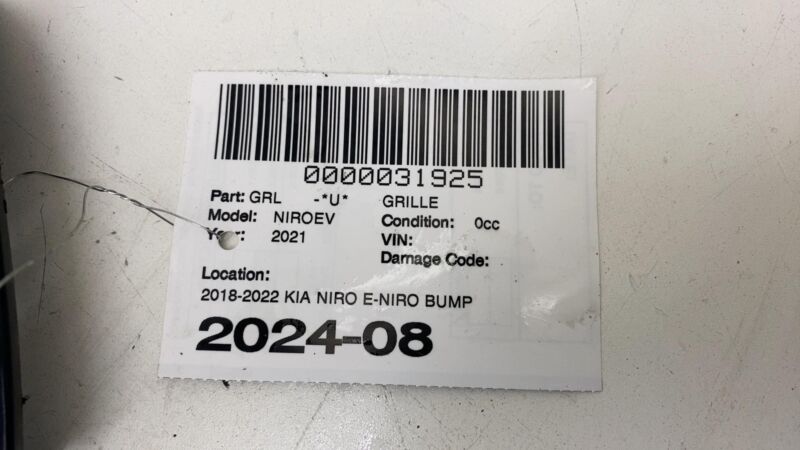 0000031925
Part: GRL -*U* GRILLE
Model: NIROEV Condition: 0cc
Year: 2021 VIN:
Damage Code:
Location:
2018-2022 KIA NIRO E-NIRO BUMP
2024-08